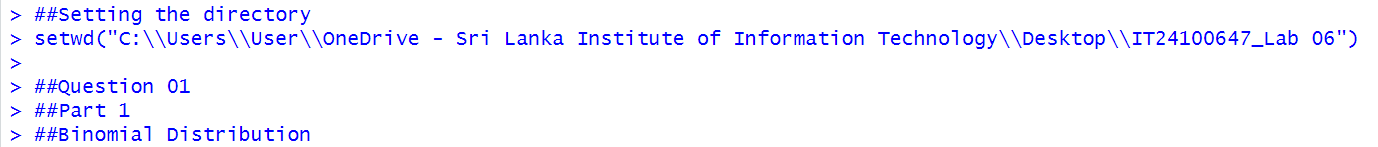 > ##Setting the directory
> setwd("C:\\Users\\User\\OneDrive - Sri Lanka Institute of Information Technology\\Desktop\\IT24100647_Lab 06")
>
> ##Question 01
> ##Part 1
> ##Binomial Distribution